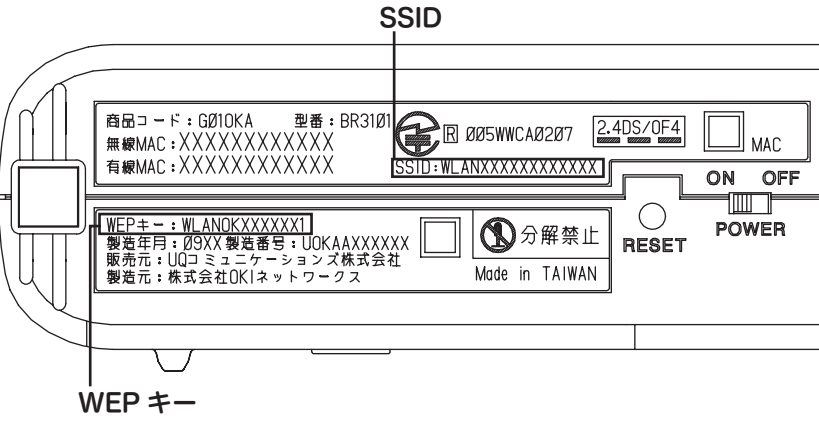 SSID
商品コード：GØ1OKA 型番：BR31Ø1
無線MAC：XXXXXXXXXXXX
有線MAC：XXXXXXXXXXXX
R ØØ5WWCAØ2Ø7
2.4DS/OF4
MAC
SSID:WLANXXXXXXXXXXXX
ON OFF
POWER
RESET
WEPキー：WLANOKXXXXXX1
製造年月：Ø9XX 製造番号：UOKAAXXXXXX
販売元：UQコミュニケーションズ株式会社
製造元：株式会社OKIネットワークス
分解禁止
Made in TAIWAN
WEP キー